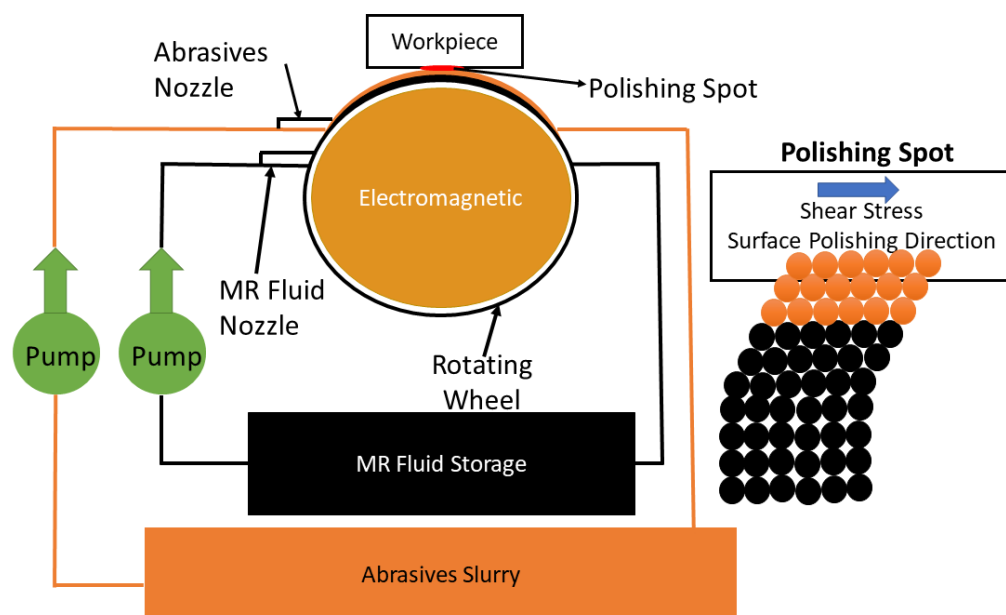 Workpiece
Abrasives
Nozzle
Polishing Spot
Electromagnetic
MR Fluid
Nozzle
Pump
Pump
Rotating
Wheel
MR Fluid Storage
Abrasives Slurry
Polishing Spot
Shear Stress
Surface Polishing Direction